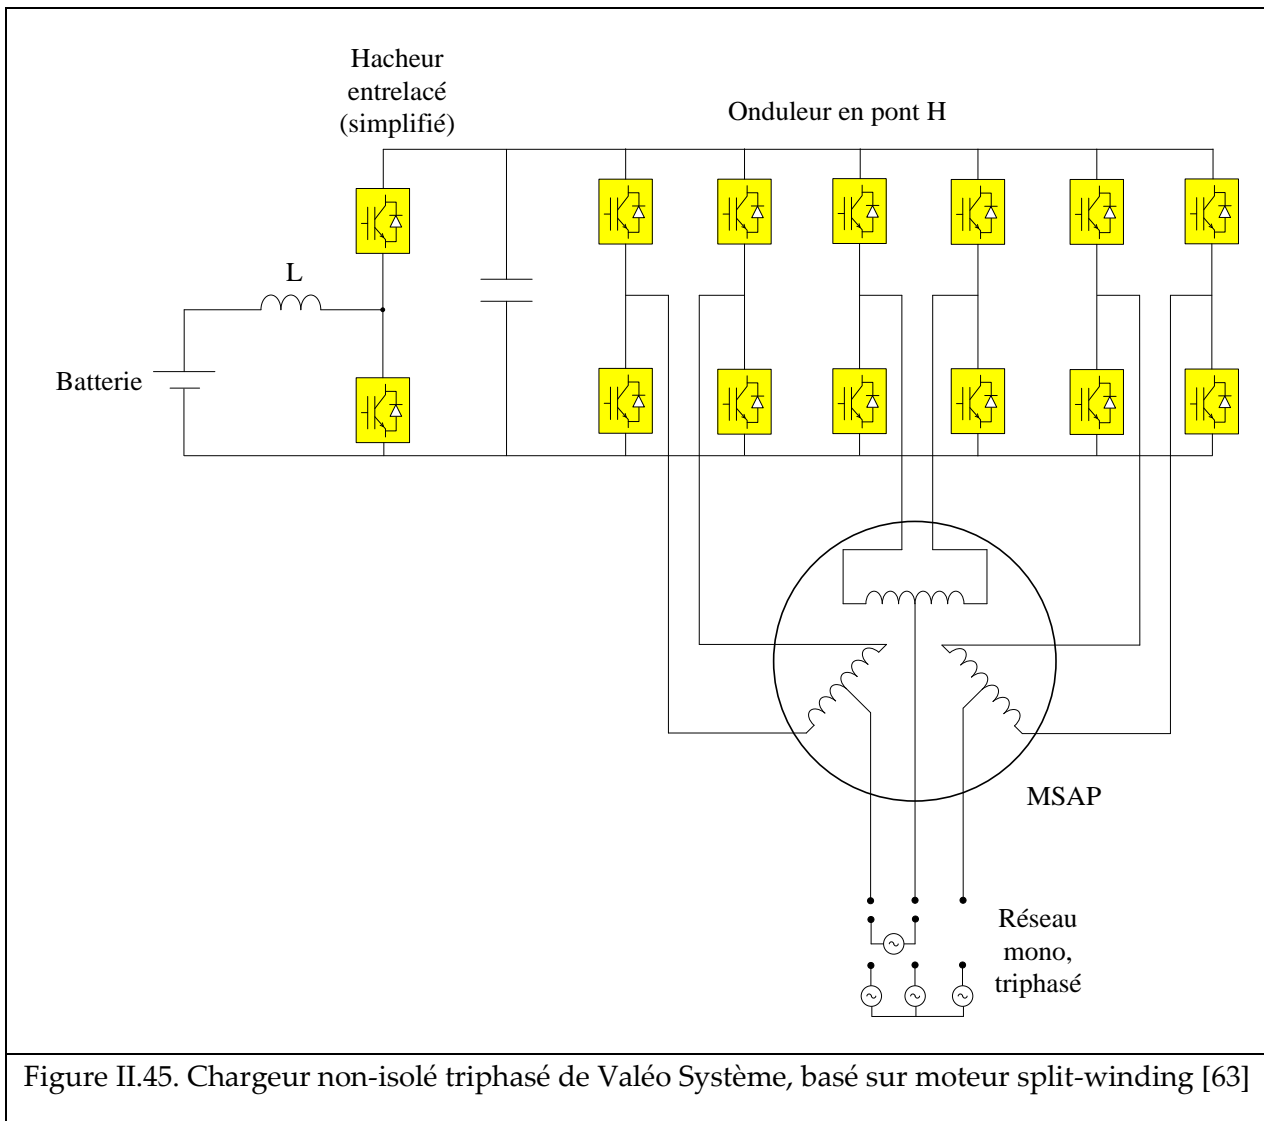 Hacheur
entrelacé
(simplifié)
Onduleur en pont H
L
Batterie
MSAP
Réseau
mono,
triphasé
Figure II.45. Chargeur non-isolé triphasé de Valéo Système, basé sur moteur split-winding [63]